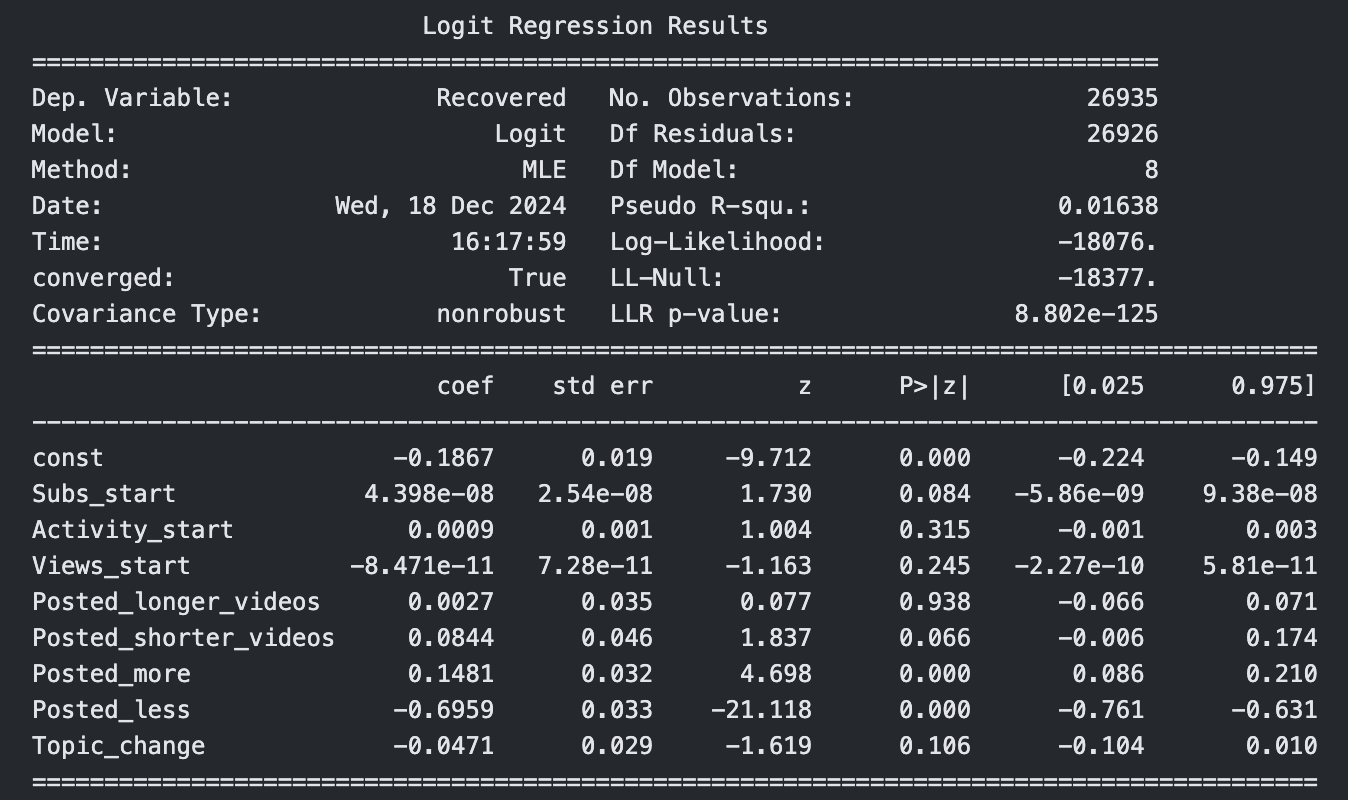 Logit Regression Results
==============================================================================
Dep. Variable: Recovered No. Observations: 26935
Model: Logit Df Residuals: 26926
Method: MLE Df Model: 8
Date: Wed, 18 Dec 2024 Pseudo R-squ.: 0.01638
Time: 16:17:59 Log-Likelihood: -18076.
converged: True LL-Null: -18377.
Covariance Type: nonrobust LLR p-value: 8.802e-125
=========================================================================================
coef std err z P>|z| [0.025 0.975]
-----------------------------------------------------------------------------------------
const -0.1867 0.019 -9.712 0.000 -0.224 -0.149
Subs_start 4.398e-08 2.54e-08 1.730 0.084 -5.86e-09 9.38e-08
Activity_start 0.0009 0.001 1.004 0.315 -0.001 0.003
Views_start -8.471e-11 7.28e-11 -1.163 0.245 -2.27e-10 5.81e-11
Posted_longer_videos 0.0027 0.035 0.077 0.938 -0.066 0.071
Posted_shorter_videos 0.0844 0.046 1.837 0.066 -0.006 0.174
Posted_more 0.1481 0.032 4.698 0.000 0.086 0.210
Posted_less -0.6959 0.033 -21.118 0.000 -0.761 -0.631
Topic_change -0.0471 0.029 -1.619 0.106 -0.104 0.010
=========================================================================================